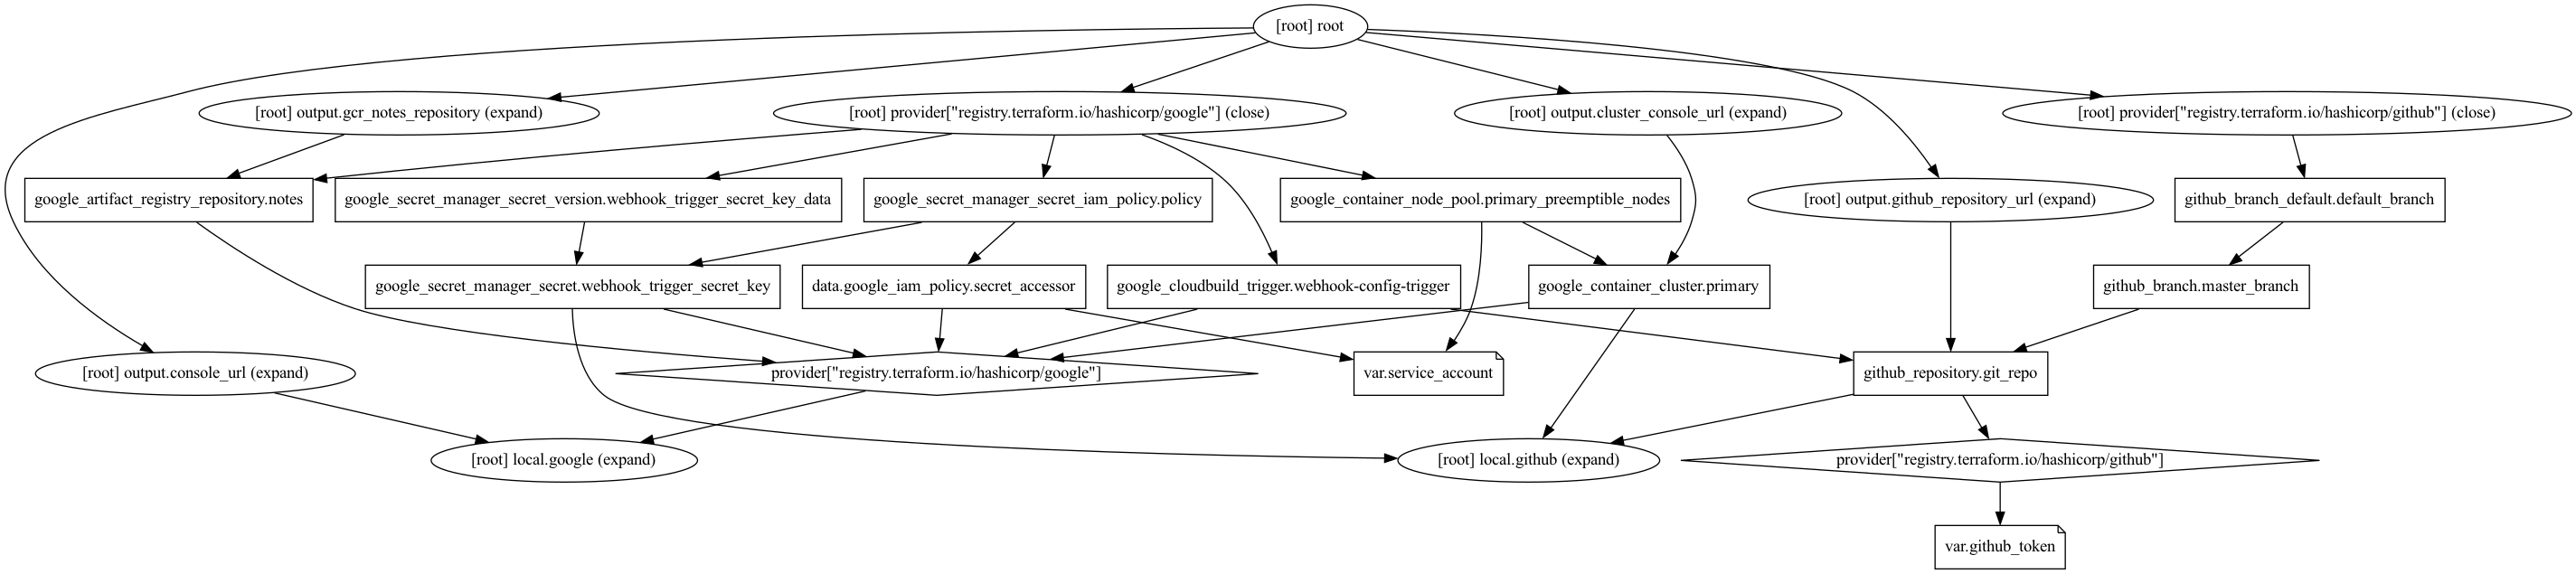 [root] root
[root] output.gcr_notes_repository (expand)
[root] provider["registry.terraform.io/hashicorp/google"] (close)
[root] output.cluster_console_url (expand)
[root] provider["registry.terraform.io/hashicorp/github"] (close)
google_artifact_registry_repository.notes
google_secret_manager_secret_version.webhook_trigger_secret_key_data
google_secret_manager_secret_iam_policy.policy
google_container_node_pool.primary_preemptible_nodes
[root] output.github_repository_url (expand)
github_branch_default.default_branch
google_secret_manager_secret.webhook_trigger_secret_key
data.google_iam_policy.secret_accessor
google_cloudbuild_trigger.webhook-config-trigger
google_container_cluster.primary
github_branch.master_branch
[root] output.console_url (expand)
provider["registry.terraform.io/hashicorp/google"]
var.service_account
github_repository.git_repo
[root] local.google (expand)
[root] local.github (expand)
provider["registry.terraform.io/hashicorp/github"]
var.github_token